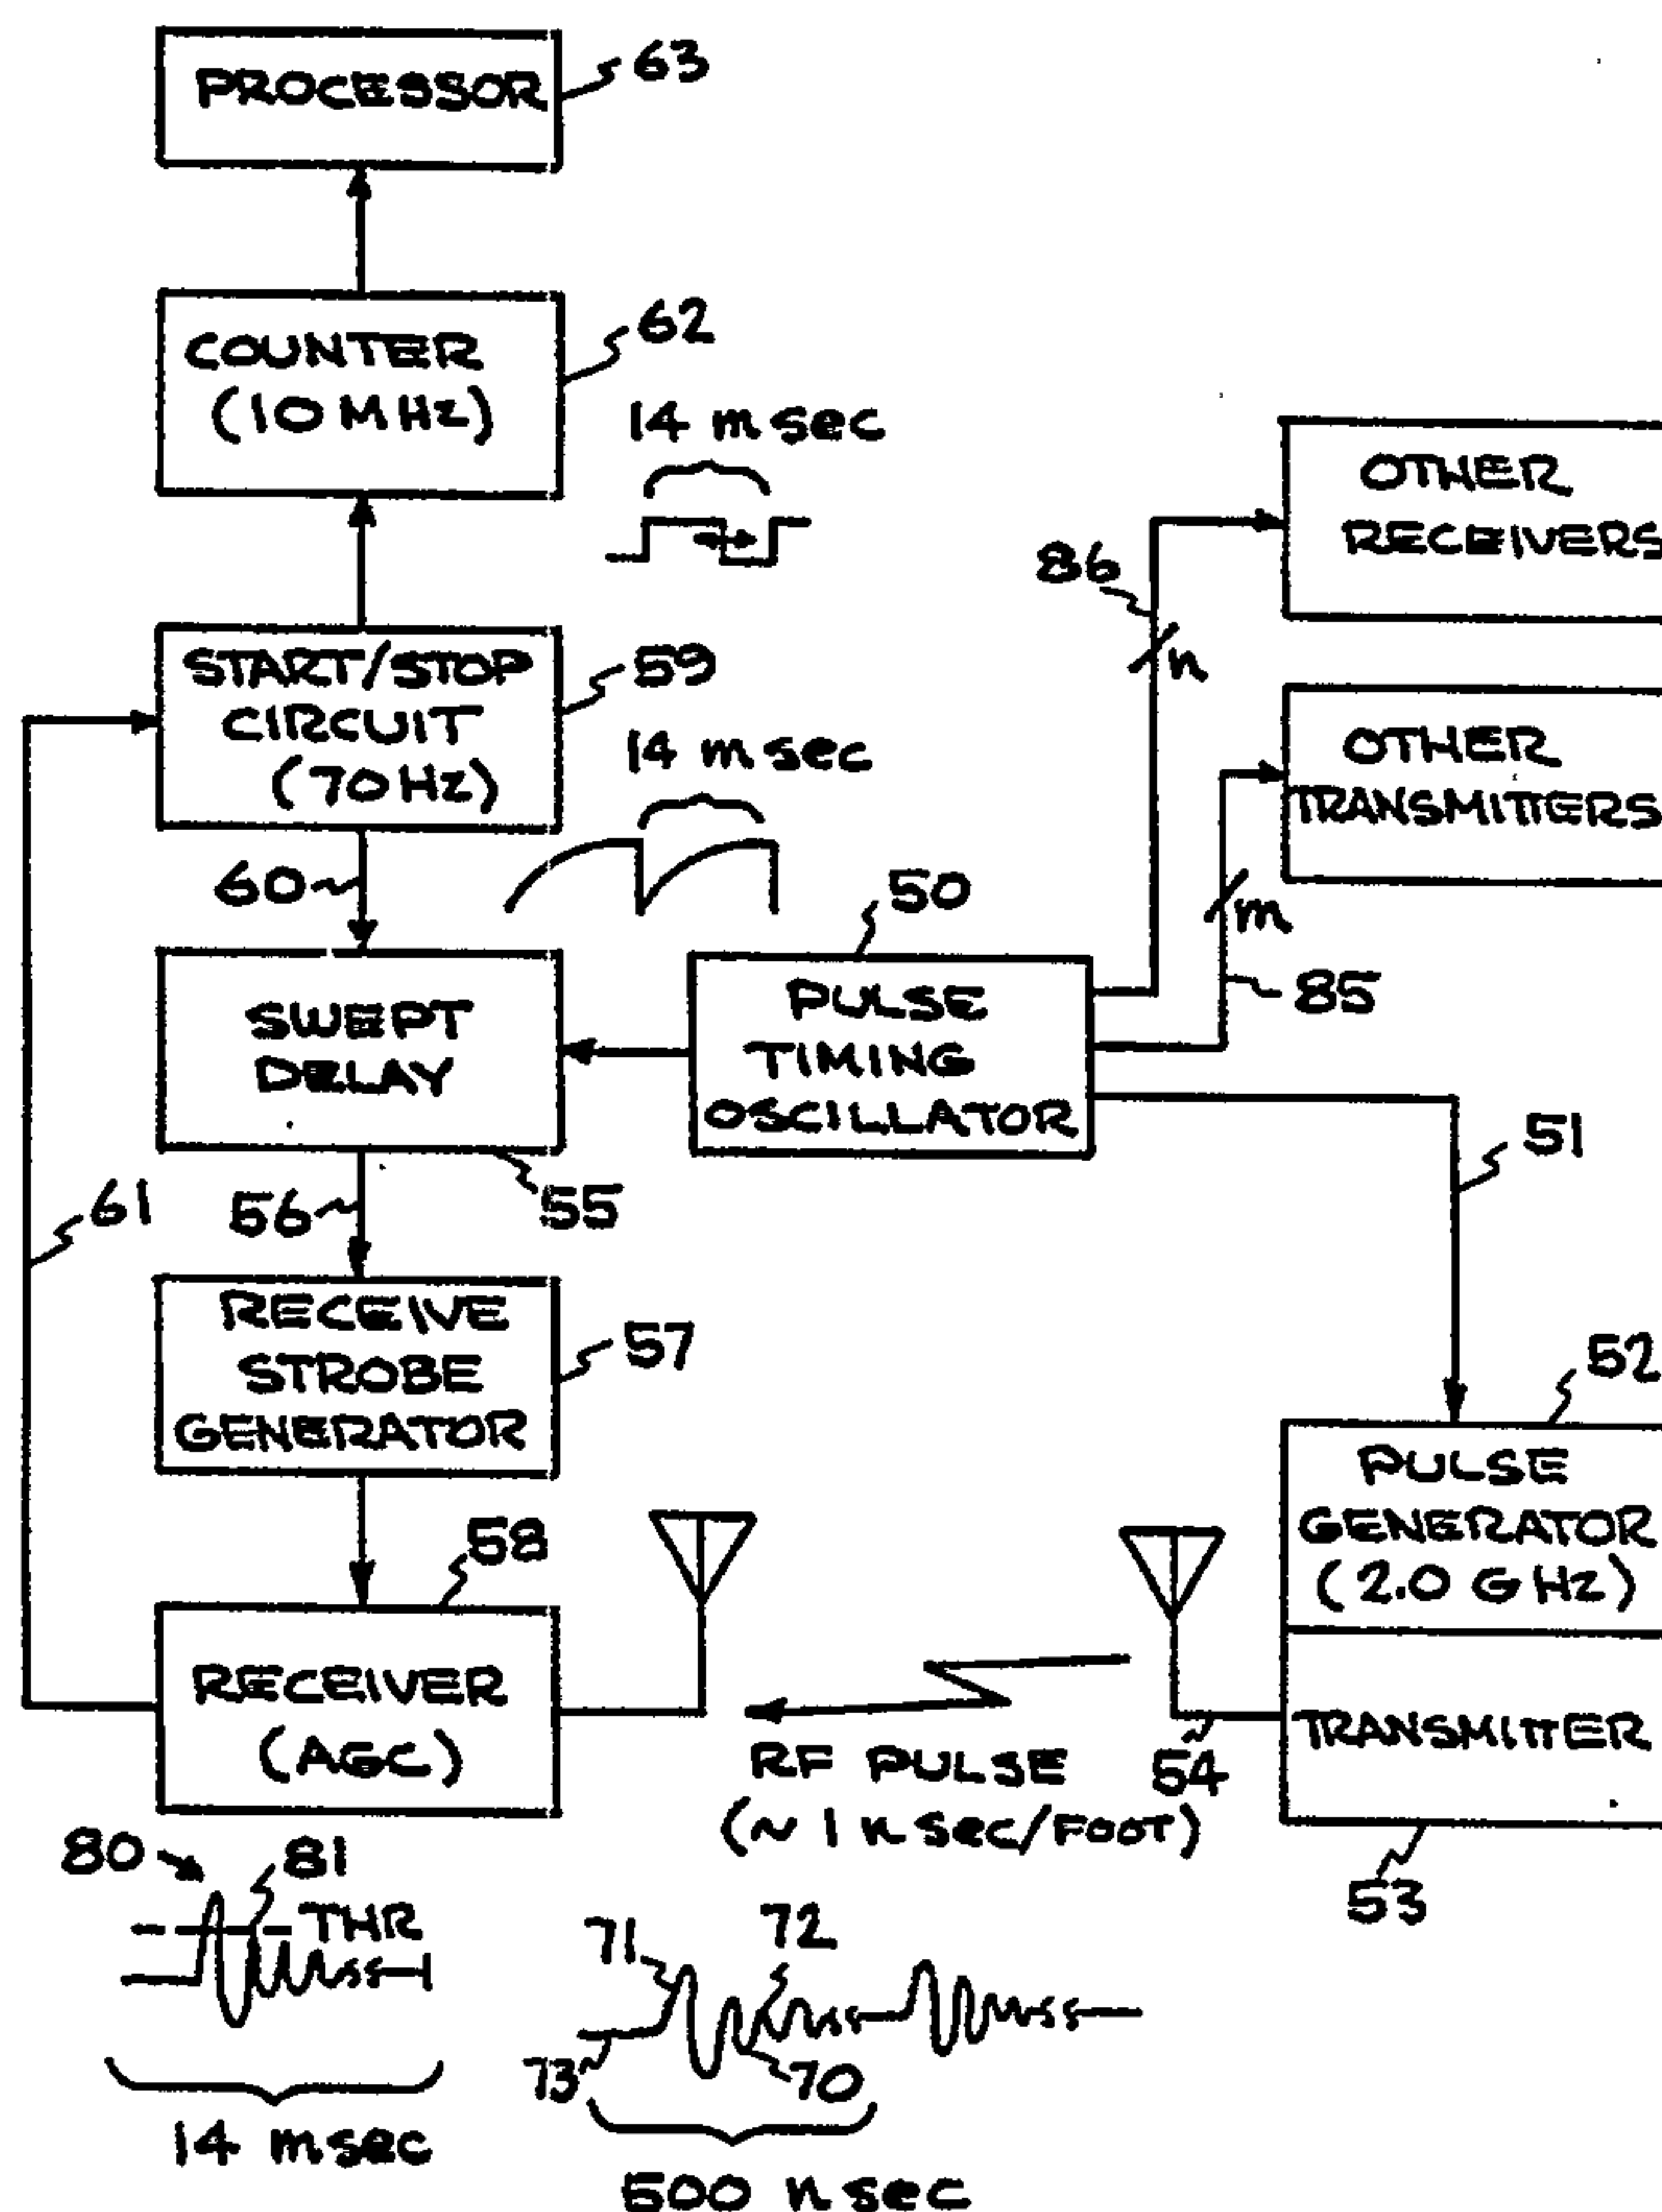 PROCESSOR
63
COUNTER
(10 MHz)
62
14 msec
START/STOP
CIRCUIT
(70 Hz)
59
14 msec
60
OTHER
RECEIVERS
86
n
OTHER
TRANSMITTERS
m
85
50
SWEPT
DELAY
PULSE
TIMING
OSCILLATOR
51
61
56
55
RECEIVE
STROBE
GENERATOR
57
52
PULSE
GENERATOR
(2.0 GHz)
58
RECEIVER
(AGC)
TRANSMITTER
RF PULSE
(~ 1 n sec/FOOT)
54
53
80
81
THR
71
72
73
70
14 msec
500 nsec